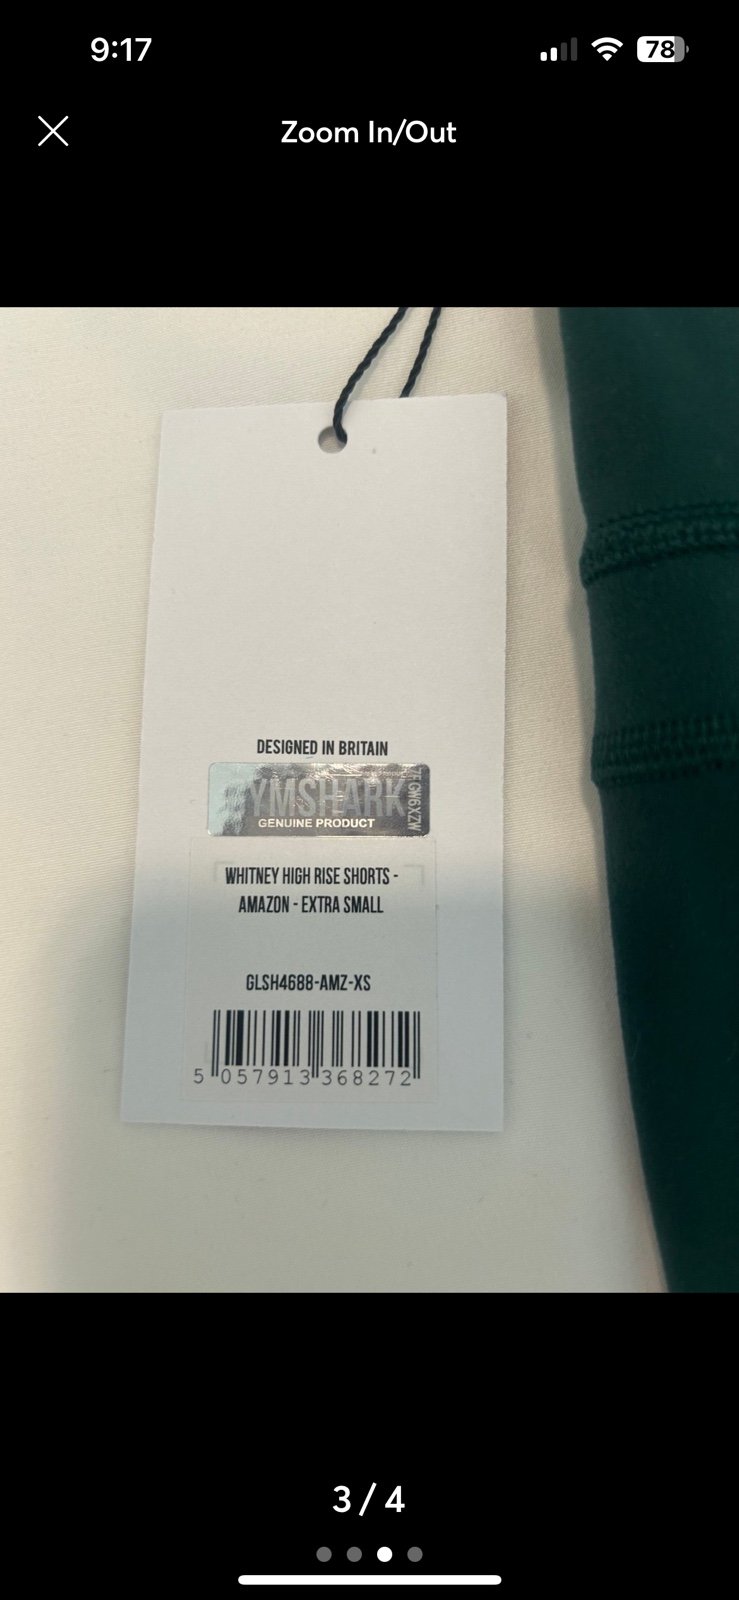 9:17
78
Zoom In/Out
DESIGNED IN BRITAIN
GYMSHARK
GENUINE PRODUCT
WHITNEY HIGH RISE SHORTS -
AMAZON - EXTRA SMALL
GLSH4688-AMZ-XS
5 057913 368272
3 / 4